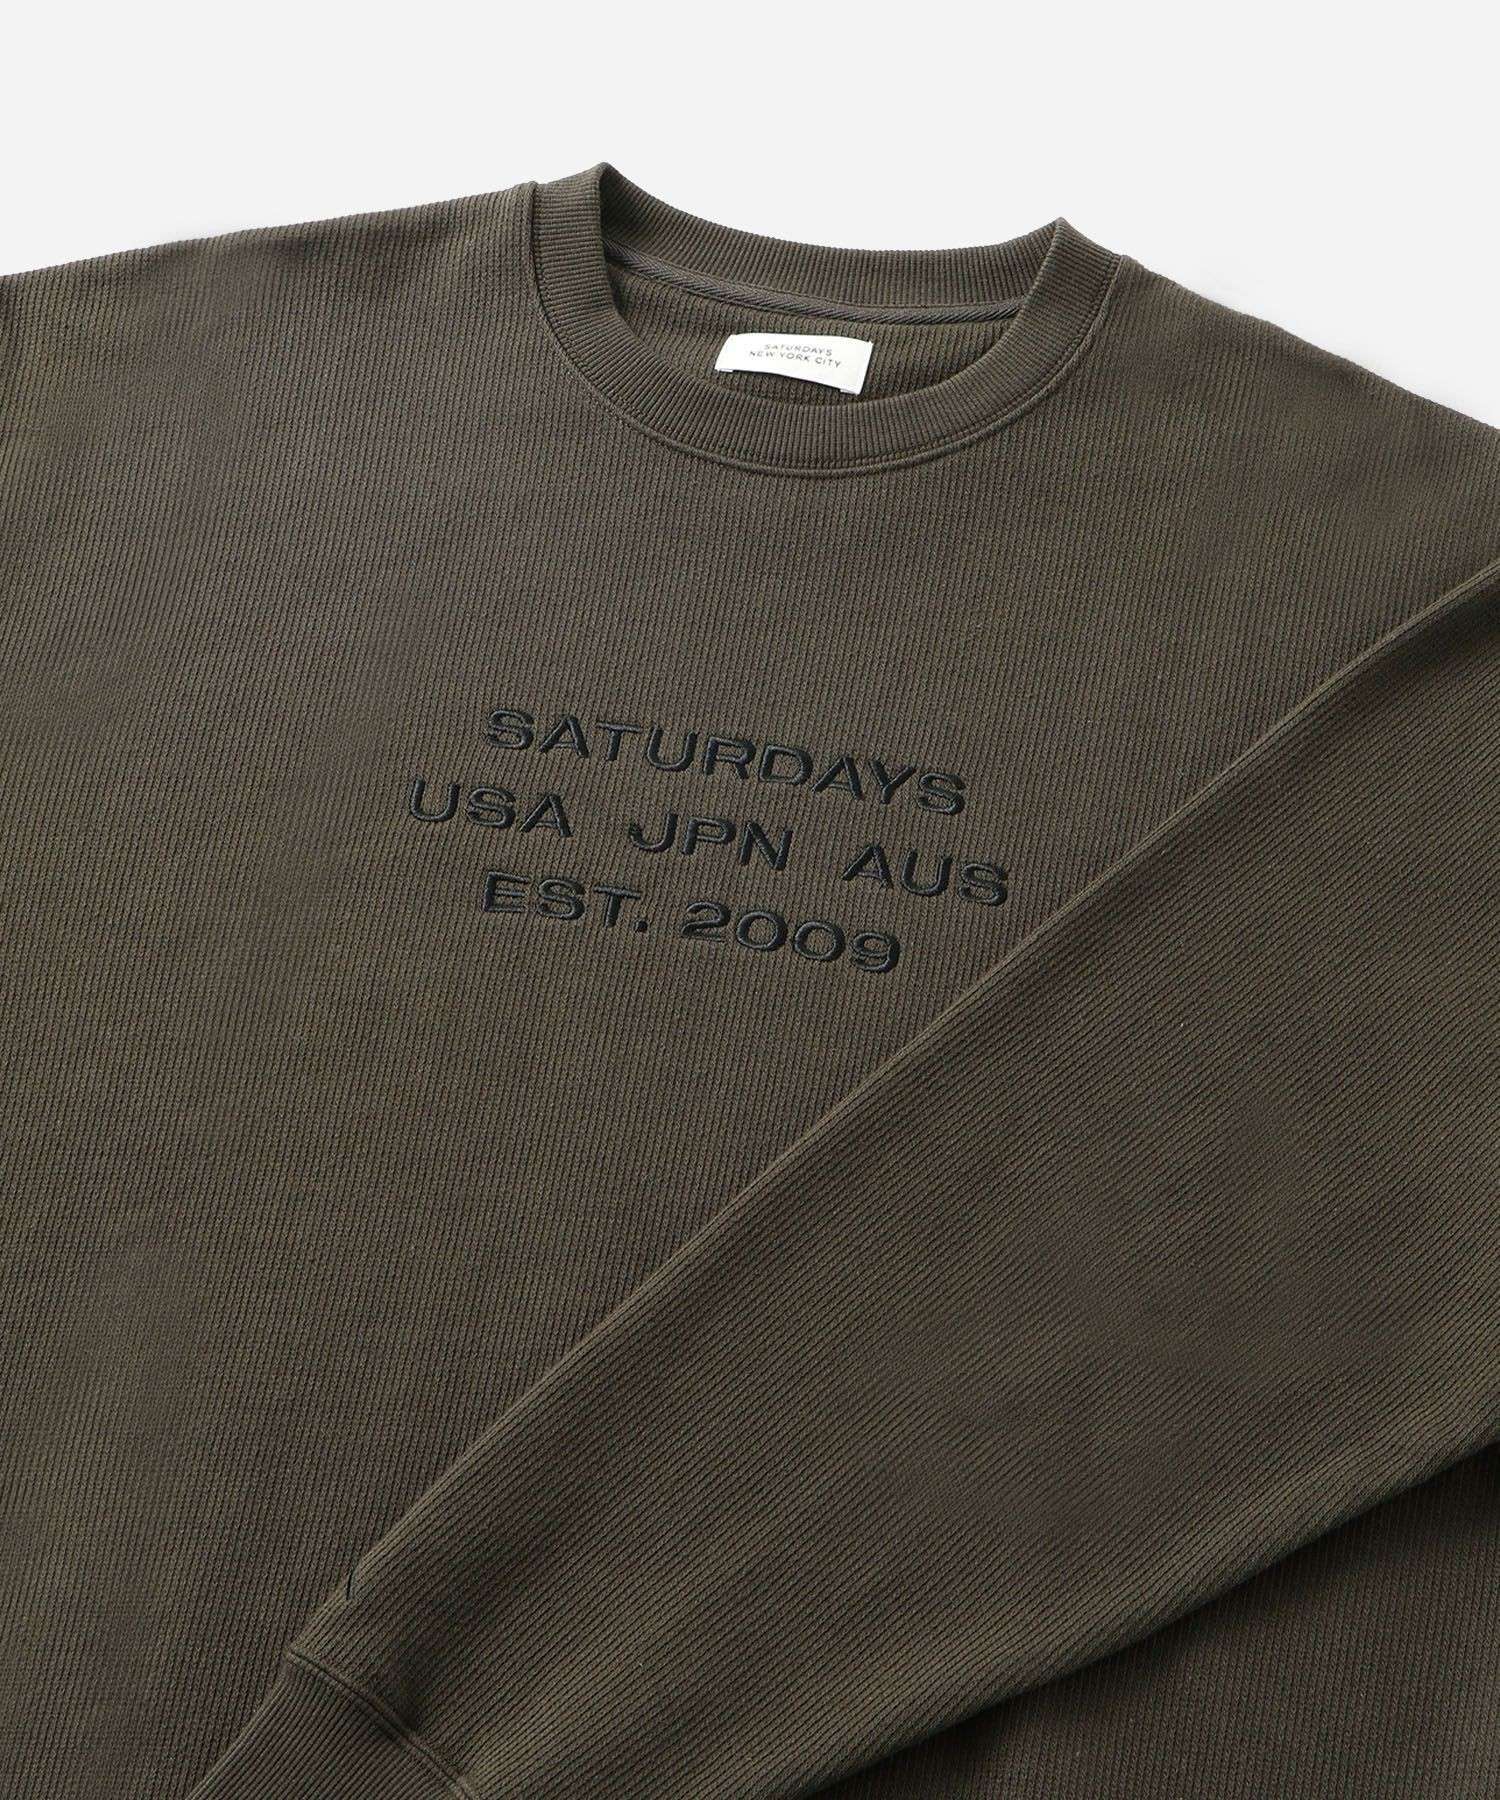 SATURDAYS
NEW YORK CITY
SATURDAYS
USA JPN AUS
EST. 2009